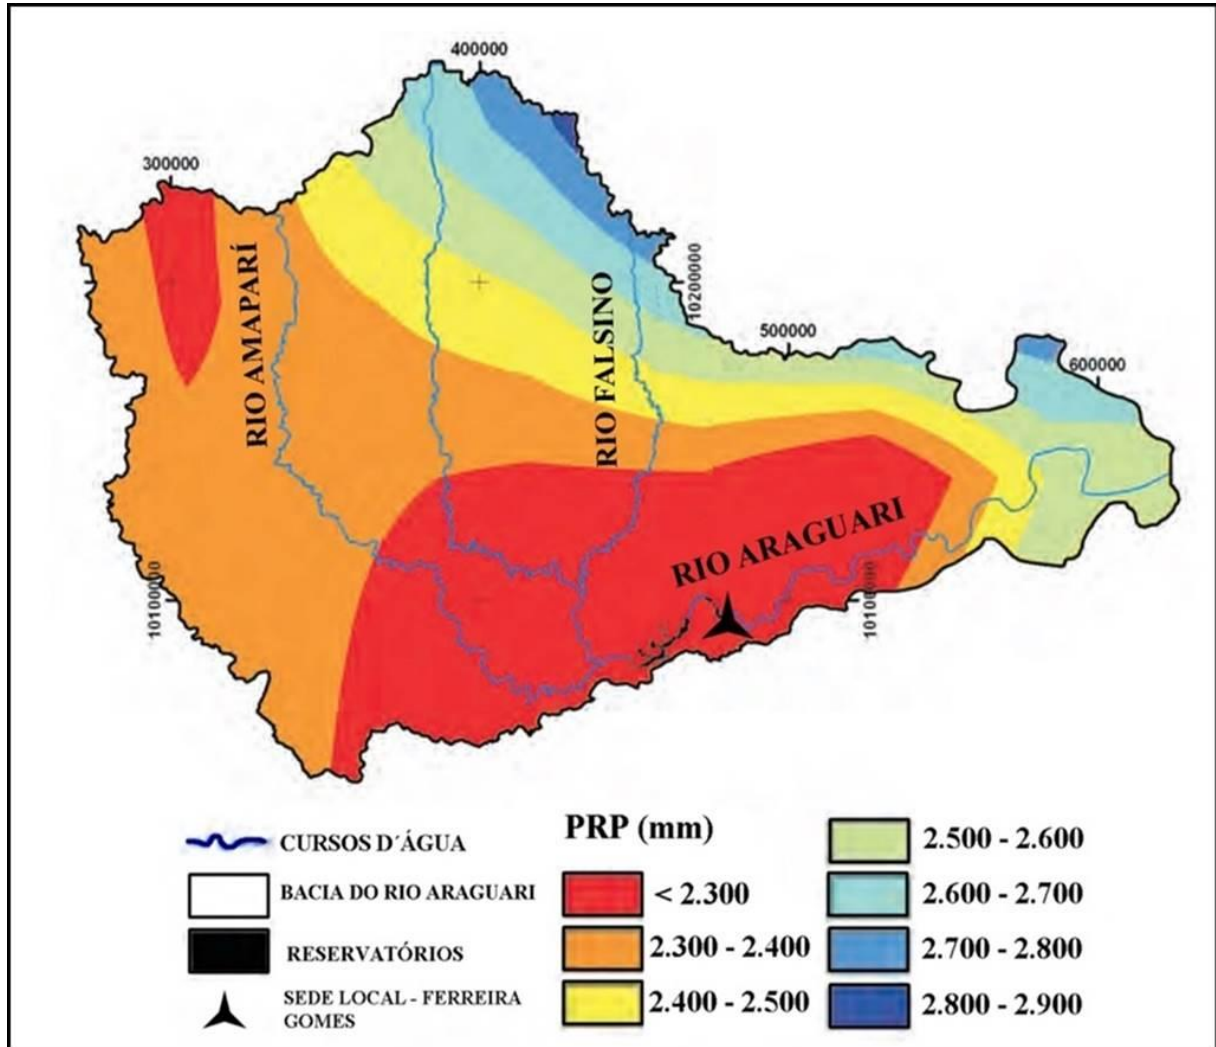 400000
300000
RIO AMAPARÍ
RIO FALSINO
10200000
500000
600000
RIO ARAGUARI
10100000
10100000
CURSOS D´ÁGUA
BACIA DO RIO ARAGUARI
RESERVATÓRIOS
SEDE LOCAL - FERREIRA
GOMES
PRP (mm)
< 2.300
2.300 - 2.400
2.400 - 2.500
2.500 - 2.600
2.600 - 2.700
2.700 - 2.800
2.800 - 2.900